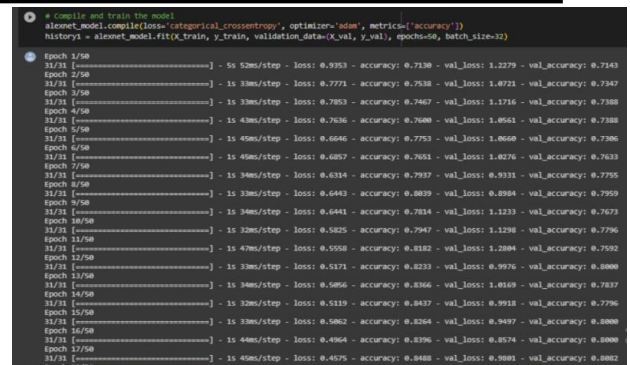 # Compile and train the model
alexnet_model.compile(loss='categorical_crossentropy', optimizer='adam', metrics=['accuracy'])
history1 = alexnet_model.fit(X_train, y_train, validation_data=(X_val, y_val), epochs=50, batch_size=32)
Epoch 1/50
31/31 [==============================] - 5s 52ms/step - loss: 0.9353 - accuracy: 0.7130 - val_loss: 1.2279 - val_accuracy: 0.7143
Epoch 2/50
31/31 [==============================] - 1s 33ms/step - loss: 0.7771 - accuracy: 0.7538 - val_loss: 1.0721 - val_accuracy: 0.7347
Epoch 3/50
31/31 [==============================] - 1s 33ms/step - loss: 0.7853 - accuracy: 0.7467 - val_loss: 1.1716 - val_accuracy: 0.7388
Epoch 4/50
31/31 [==============================] - 1s 43ms/step - loss: 0.7636 - accuracy: 0.7600 - val_loss: 1.0561 - val_accuracy: 0.7388
Epoch 5/50
31/31 [==============================] - 1s 45ms/step - loss: 0.6646 - accuracy: 0.7753 - val_loss: 1.0660 - val_accuracy: 0.7306
Epoch 6/50
31/31 [==============================] - 1s 45ms/step - loss: 0.6857 - accuracy: 0.7651 - val_loss: 1.0276 - val_accuracy: 0.7633
Epoch 7/50
31/31 [==============================] - 1s 34ms/step - loss: 0.6314 - accuracy: 0.7937 - val_loss: 0.9331 - val_accuracy: 0.7755
Epoch 8/50
31/31 [==============================] - 1s 33ms/step - loss: 0.6443 - accuracy: 0.8039 - val_loss: 0.8984 - val_accuracy: 0.7959
Epoch 9/50
31/31 [==============================] - 1s 34ms/step - loss: 0.6441 - accuracy: 0.7814 - val_loss: 1.1233 - val_accuracy: 0.7673
Epoch 10/50
31/31 [==============================] - 1s 32ms/step - loss: 0.5825 - accuracy: 0.7947 - val_loss: 1.1298 - val_accuracy: 0.7796
Epoch 11/50
31/31 [==============================] - 1s 47ms/step - loss: 0.5558 - accuracy: 0.8182 - val_loss: 1.2804 - val_accuracy: 0.7592
Epoch 12/50
31/31 [==============================] - 1s 33ms/step - loss: 0.5171 - accuracy: 0.8233 - val_loss: 0.9976 - val_accuracy: 0.8000
Epoch 13/50
31/31 [==============================] - 1s 34ms/step - loss: 0.5056 - accuracy: 0.8366 - val_loss: 1.0169 - val_accuracy: 0.7837
Epoch 14/50
31/31 [==============================] - 1s 32ms/step - loss: 0.5119 - accuracy: 0.8437 - val_loss: 0.9918 - val_accuracy: 0.7796
Epoch 15/50
31/31 [==============================] - 1s 33ms/step - loss: 0.5062 - accuracy: 0.8264 - val_loss: 0.9497 - val_accuracy: 0.8000
Epoch 16/50
31/31 [==============================] - 1s 44ms/step - loss: 0.4964 - accuracy: 0.8396 - val_loss: 0.8574 - val_accuracy: 0.8000
Epoch 17/50
31/31 [==============================] - 1s 45ms/step - loss: 0.4575 - accuracy: 0.8488 - val_loss: 0.9801 - val_accuracy: 0.8082